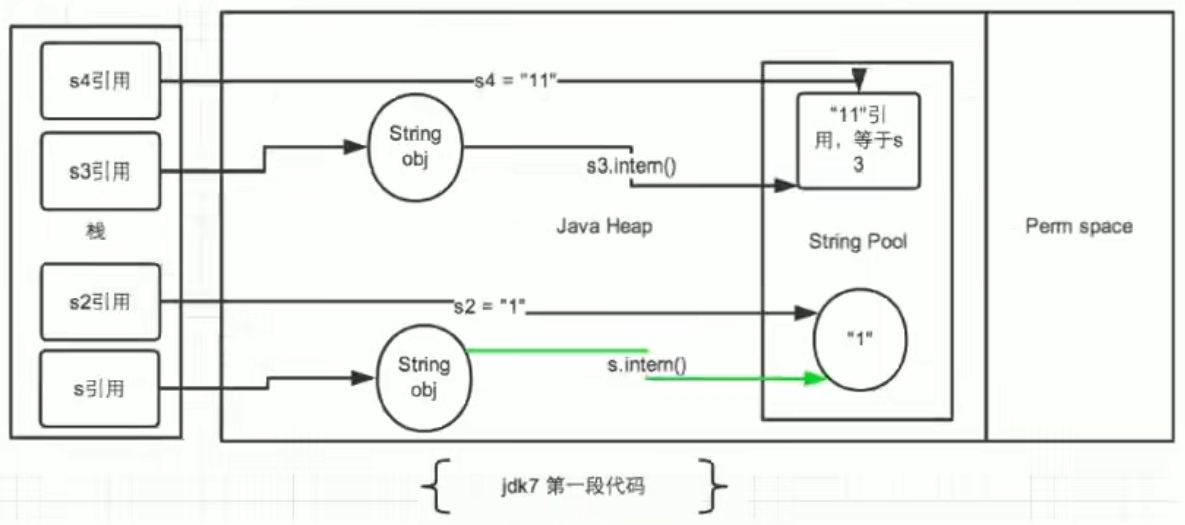 s4引用
s4 = "11"
"11"引
用，等于s
3
String
obj
s3引用
s3.intern()
栈
Java Heap
String Pool
Perm space
s2引用
s2 = "1"
"1"
String
obj
s.intern()
s引用
jdk7 第一段代码